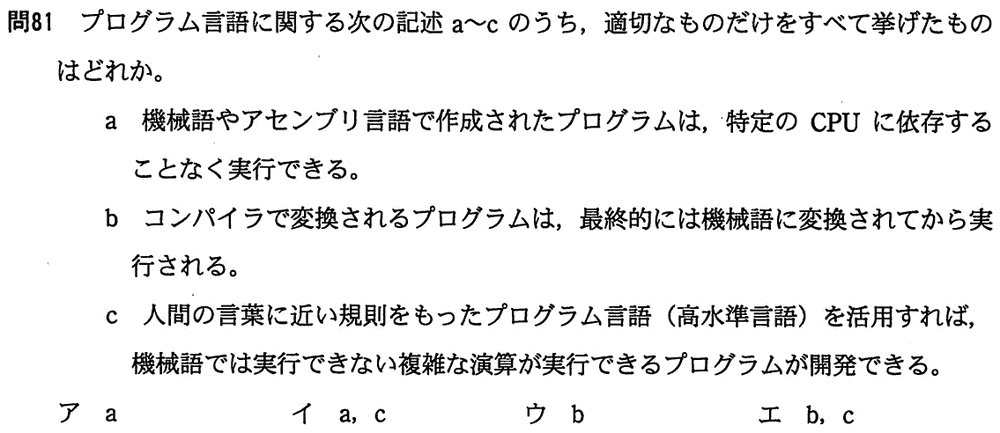 問81 プログラム言語に関する次の記述 a～c のうち，適切なものだけをすべて挙げたもの
はどれか。
a 機械語やアセンブリ言語で作成されたプログラムは，特定の CPU に依存する
ことなく実行できる。
b コンパイラで変換されるプログラムは，最終的には機械語に変換されてから実
行される。
c 人間の言葉に近い規則をもったプログラム言語（高水準言語）を活用すれば，
機械語では実行できない複雑な演算が実行できるプログラムが開発できる。
ア a イ a，c ウ b エ b，c